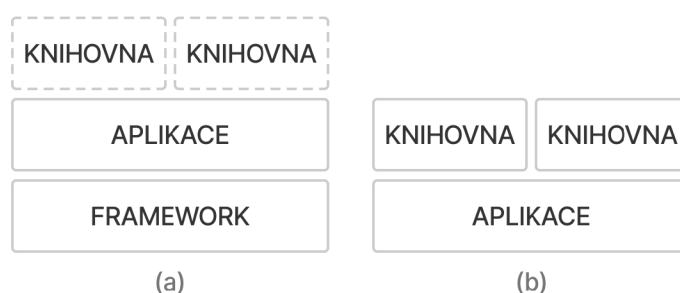 KNIHOVNA KNIHOVNA
APLIKACE
FRAMEWORK
(a)
KNIHOVNA KNIHOVNA
APLIKACE
(b)